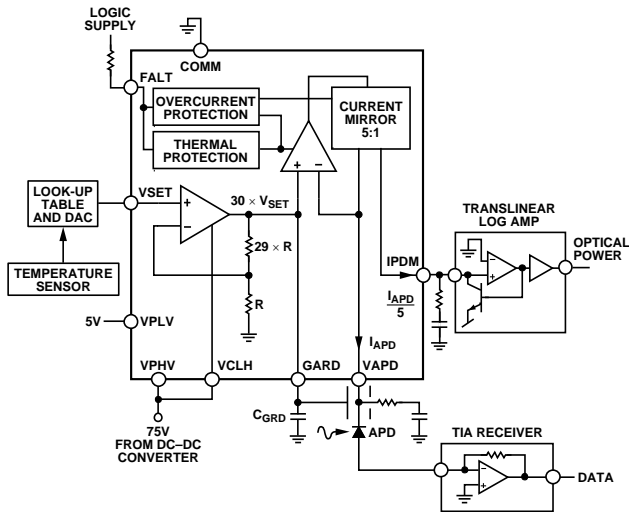 LOGIC
SUPPLY
COMM
FALT
OVERCURRENT
PROTECTION
THERMAL
PROTECTION
CURRENT
MIRROR
5:1
+
−
LOOK-UP
TABLE
AND DAC
VSET
+
−
30 × VSET
29 × R
R
TEMPERATURE
SENSOR
5V
VPLV
IPDM
IAPD
5
TRANSLINEAR
LOG AMP
−
+
OPTICAL
POWER
IAPD
VPHV
VCLH
GARD
VAPD
75V
FROM DC–DC
CONVERTER
CGRD
APD
TIA RECEIVER
−
+
DATA